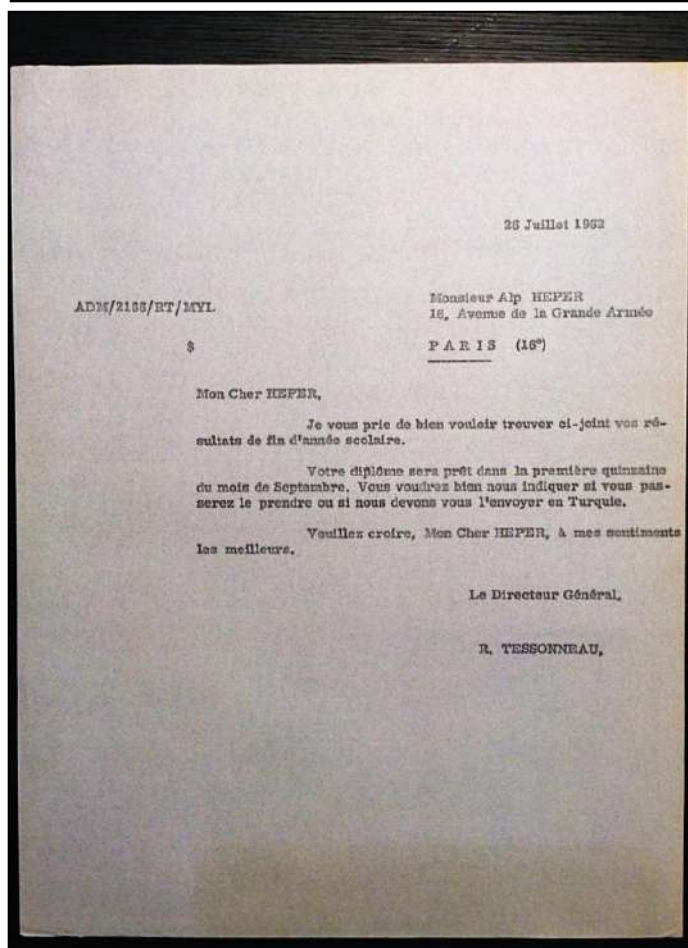 26 Juillet 1962
ADM/2168/RT/MYL
$
Monsieur Alp HEPER
16, Avenue de la Grande Armée
PARIS (16°)
Mon Cher HEPER,
Je vous prie de bien vouloir trouver ci-joint vos ré-
sultats de fin d'année scolaire.
Votre diplôme sera prêt dans la première quinzaine
du mois de Septembre. Vous voudrez bien nous indiquer si vous pas-
serez le prendre ou si nous devons vous l'envoyer en Turquie.
Veuillez croire, Mon Cher HEPER, à mes sentiments
les meilleurs.
Le Directeur Général,
R. TESSONNEAU,